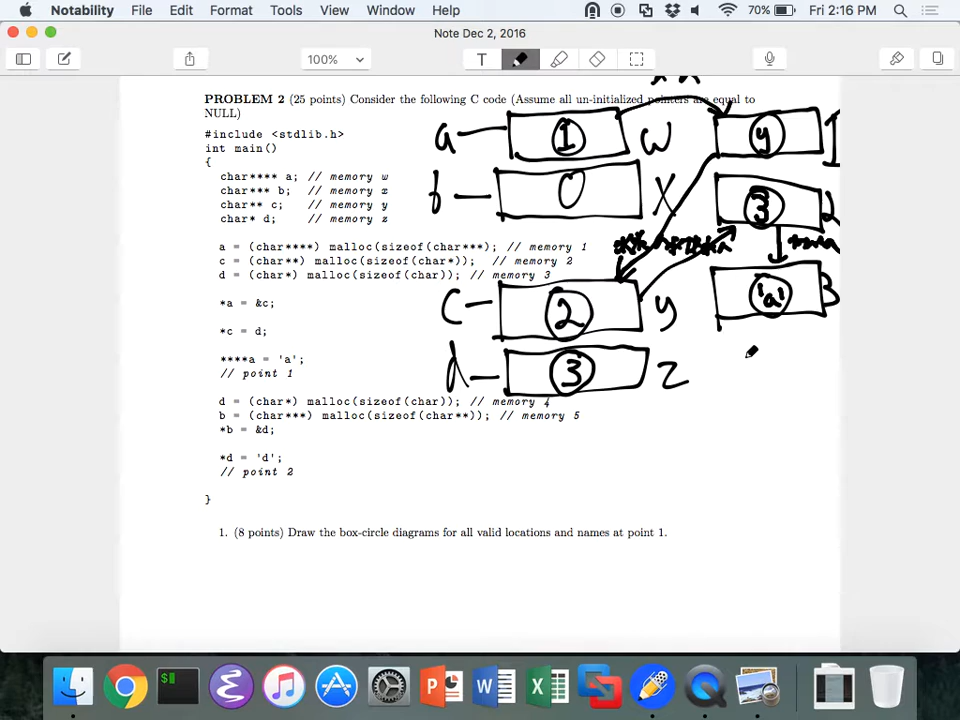 Notability File Edit Format Tools View Window Help 70% Fri 2:16 PM
Note Dec 2, 2016
100% T
PROBLEM 2 (25 points) Consider the following C code (Assume all un-initialized pointers are equal to
NULL)
#include <stdlib.h>
int main()
{
char**** a; // memory w
char*** b; // memory x
char** c; // memory y
char* d; // memory z
a = (char****) malloc(sizeof(char***); // memory 1
c = (char**) malloc(sizeof(char*)); // memory 2
d = (char*) malloc(sizeof(char)); // memory 3
*a = &c;
*c = d;
****a = 'a';
// point 1
d = (char*) malloc(sizeof(char)); // memory 4
b = (char***) malloc(sizeof(char**)); // memory 5
*b = &d;
*d = 'd';
// point 2
}
1. (8 points) Draw the box-circle diagrams for all valid locations and names at point 1.
a 1 w y 1
b 0 x 3 2
c 2 y 'a' 3
d 3 z